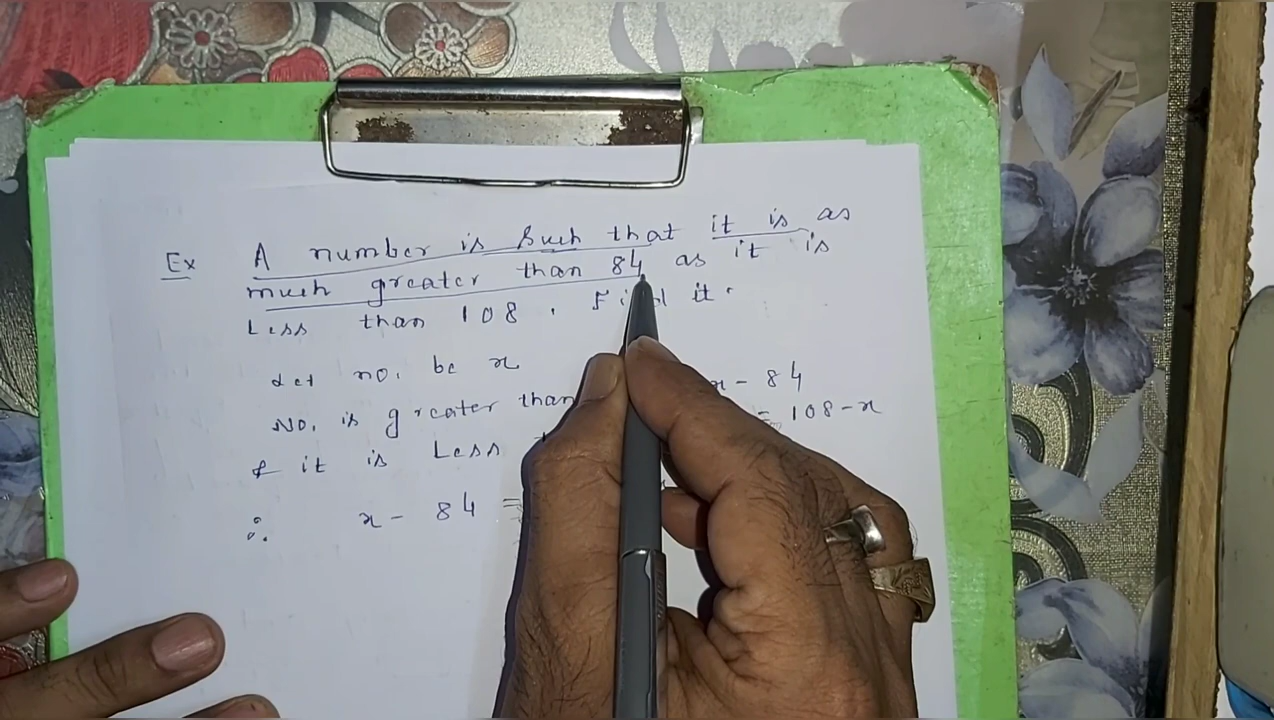 Ex A number is such that it is as
much greater than 84 as it is
Less than 108 . it.
Let no. be x
No. is greater than x - 84
& it is Less = 108 - x
∴ x - 84 =